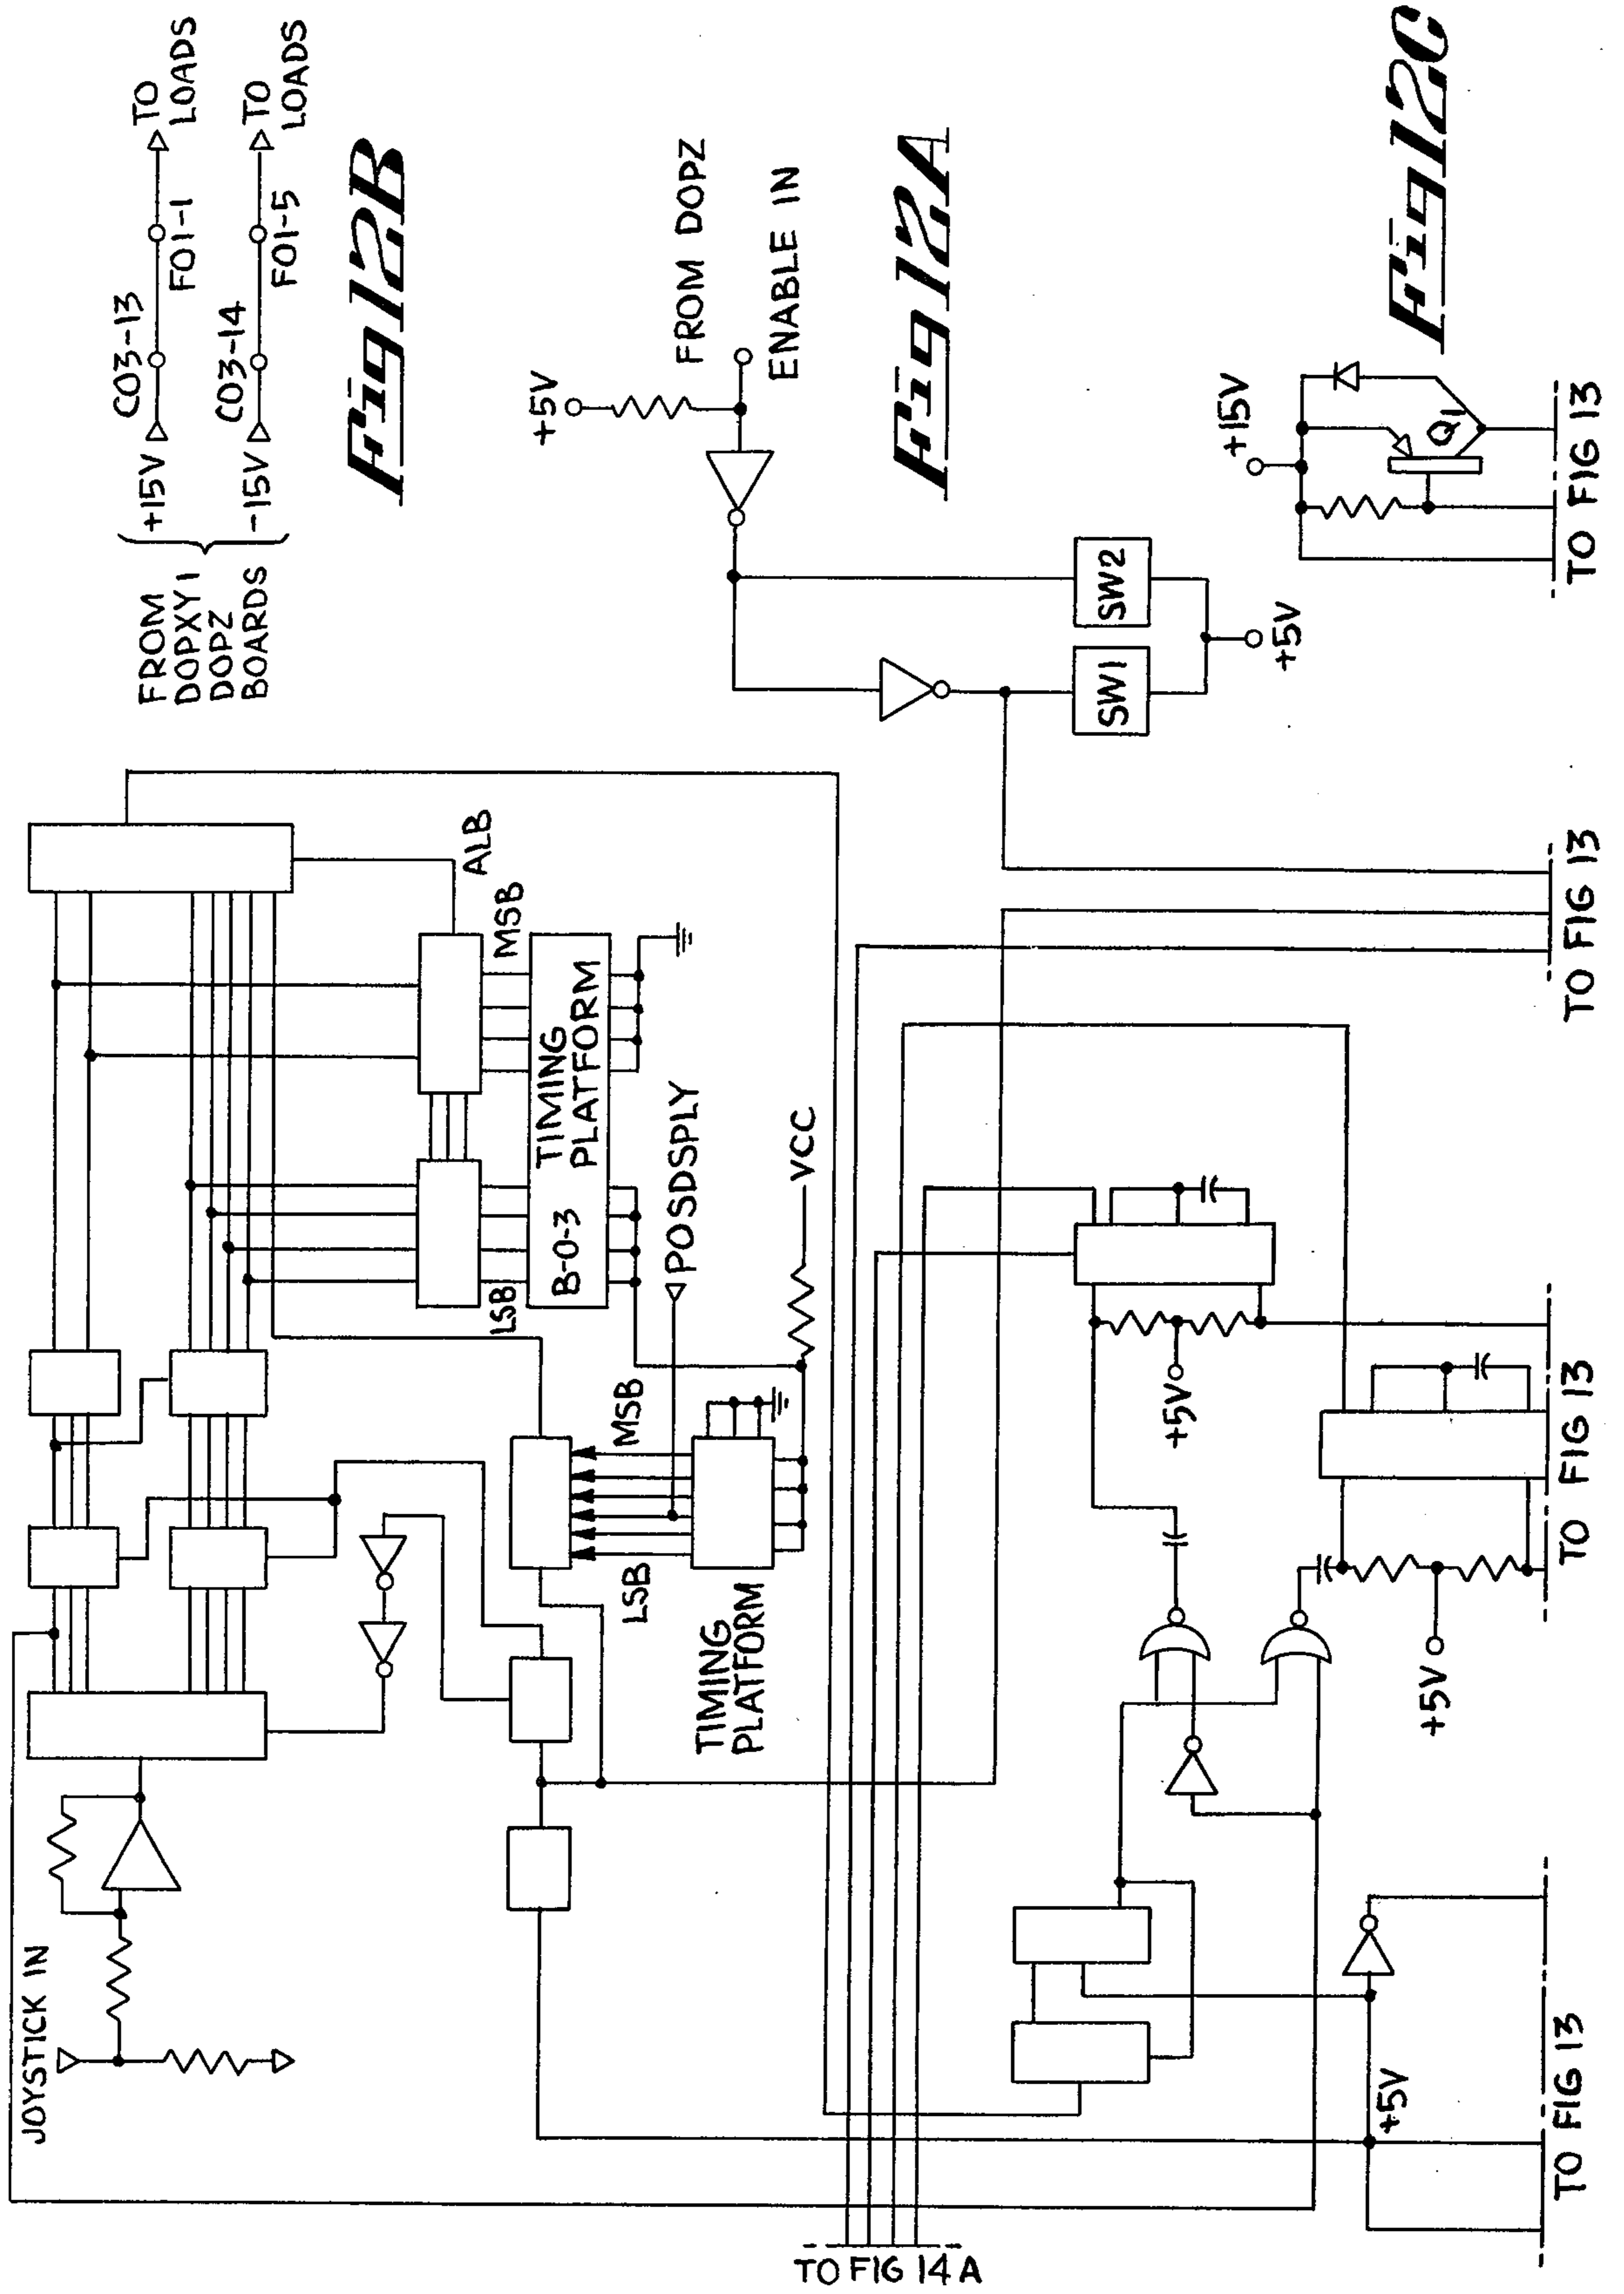 JOYSTICK IN
ALB
MSB
LSB
TIMING
PLATFORM
B-0-3
POSDSPLY
VCC
MSB
LSB
TIMING
PLATFORM
TO FIG 14A
+5V
TO FIG 13
+5V
+5V
TO FIG 13
TO FIG 13
FROM
DOPXY1
DOPZ
BOARDS
+15V
C03-13
F01-1
TO
LOADS
-15V
C03-14
F01-5
TO
LOADS
Fig 12B
+5V
FROM DOPZ
ENABLE IN
SW1
SW2
+5V
Fig 12A
+15V
Q1
TO FIG 13
Fig 12C